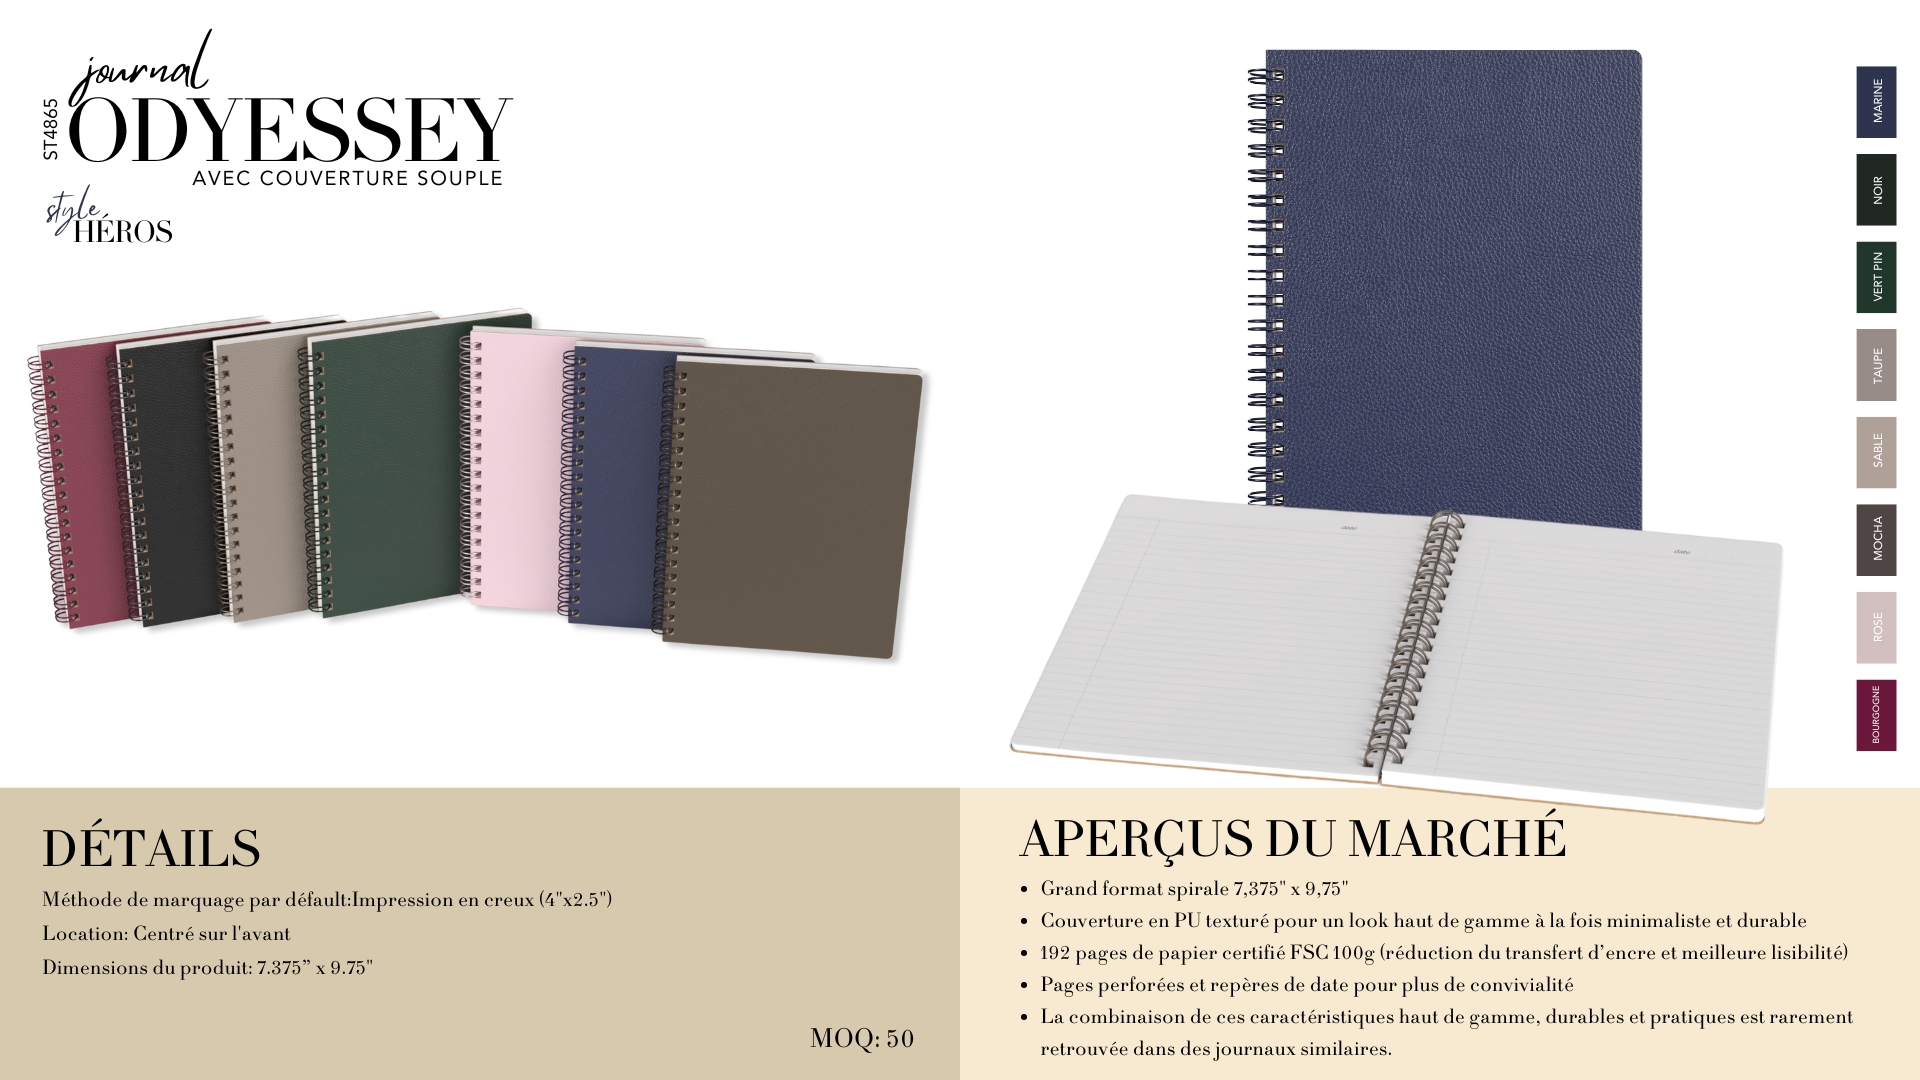 journal
ST4865
ODYESSEY
AVEC COUVERTURE SOUPLE
style
HÉROS
MARINE
NOIR
VERT PIN
TAUPE
SABLE
MOCHA
ROSE
BOURGOGNE
date
date
DÉTAILS
Méthode de marquage par défault:Impression en creux (4"x2.5")
Location: Centré sur l'avant
Dimensions du produit: 7.375” x 9.75"
MOQ: 50
APERÇUS DU MARCHÉ
• Grand format spirale 7,375" x 9,75"
• Couverture en PU texturé pour un look haut de gamme à la fois minimaliste et durable
• 192 pages de papier certifié FSC 100g (réduction du transfert d’encre et meilleure lisibilité)
• Pages perforées et repères de date pour plus de convivialité
• La combinaison de ces caractéristiques haut de gamme, durables et pratiques est rarement
retrouvée dans des journaux similaires.